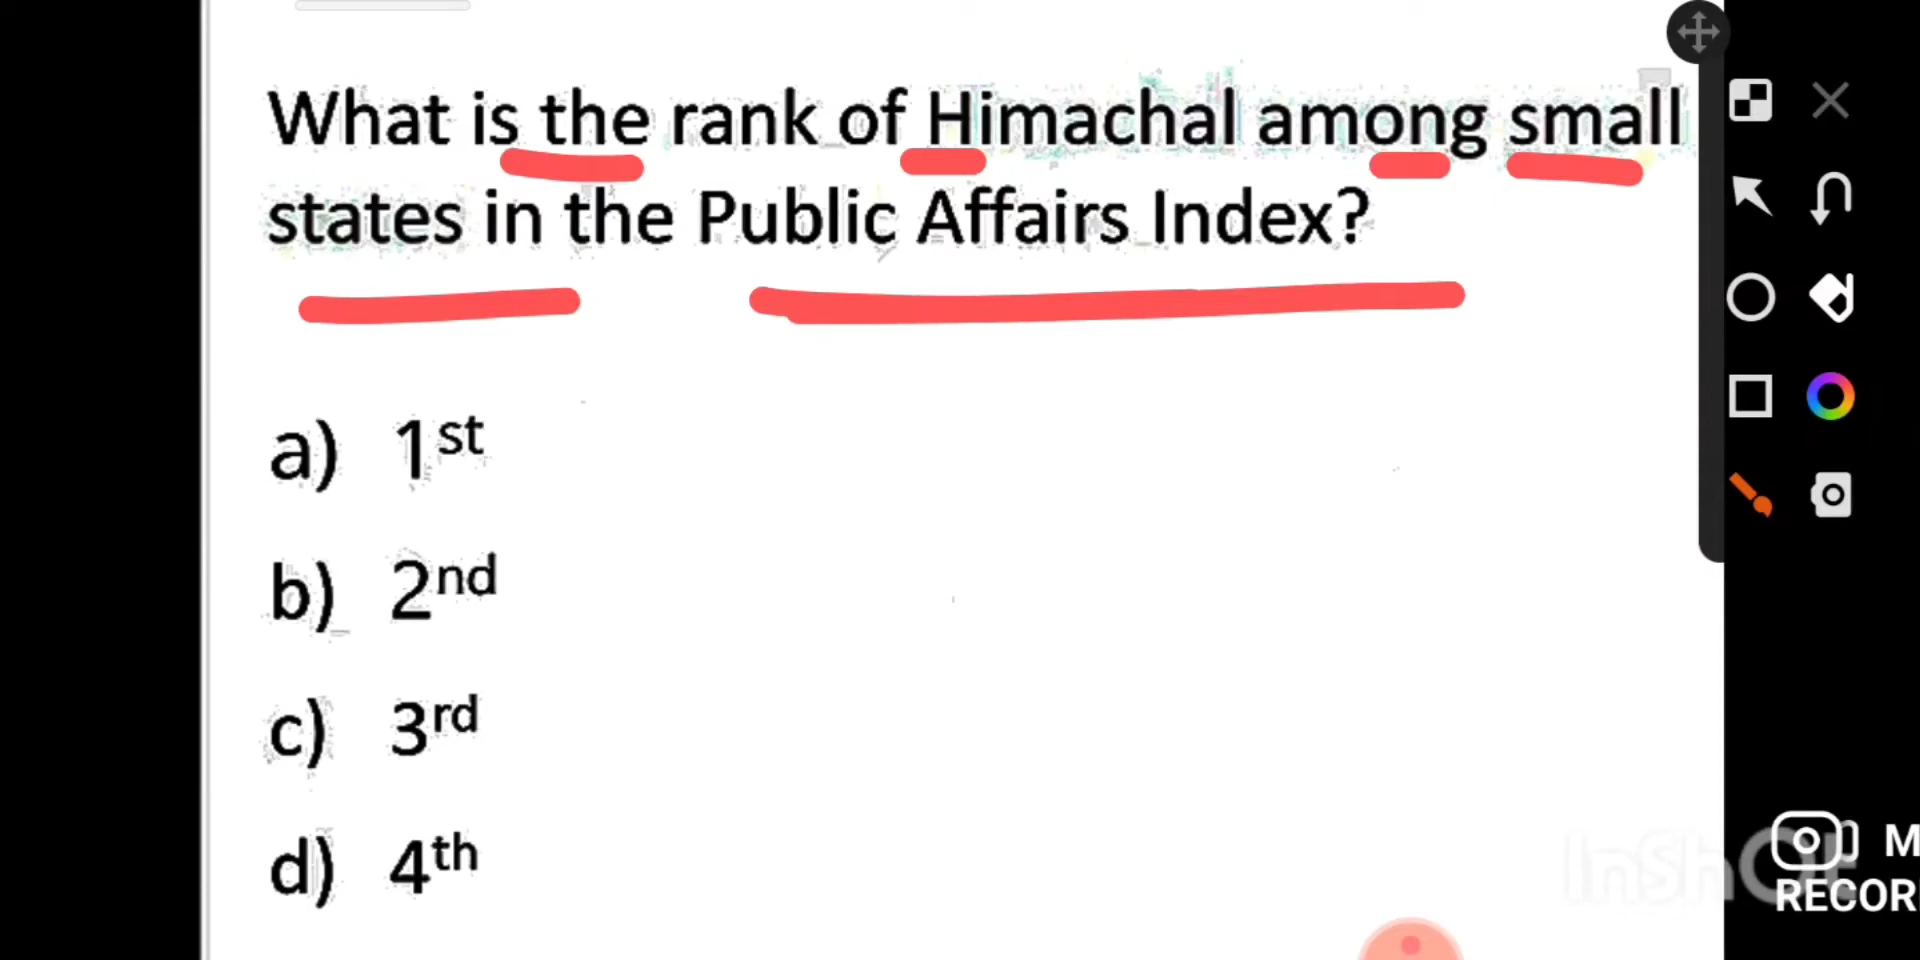 What is the rank of Himachal among small
states in the Public Affairs Index?
a) 1st
b) 2nd
c) 3rd
d) 4th
InShOt
M
RECOR